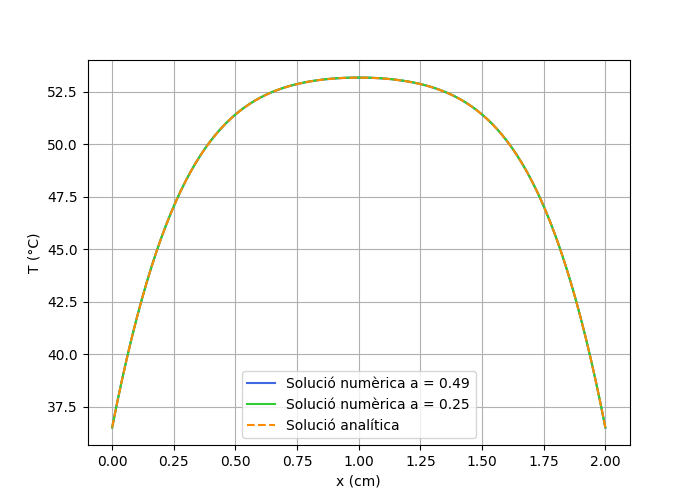 52.5
50.0
47.5
45.0
42.5
40.0
37.5
T (°C)
Solució numèrica a = 0.49
Solució numèrica a = 0.25
Solució analítica
0.00 0.25 0.50 0.75 1.00 1.25 1.50 1.75 2.00
x (cm)